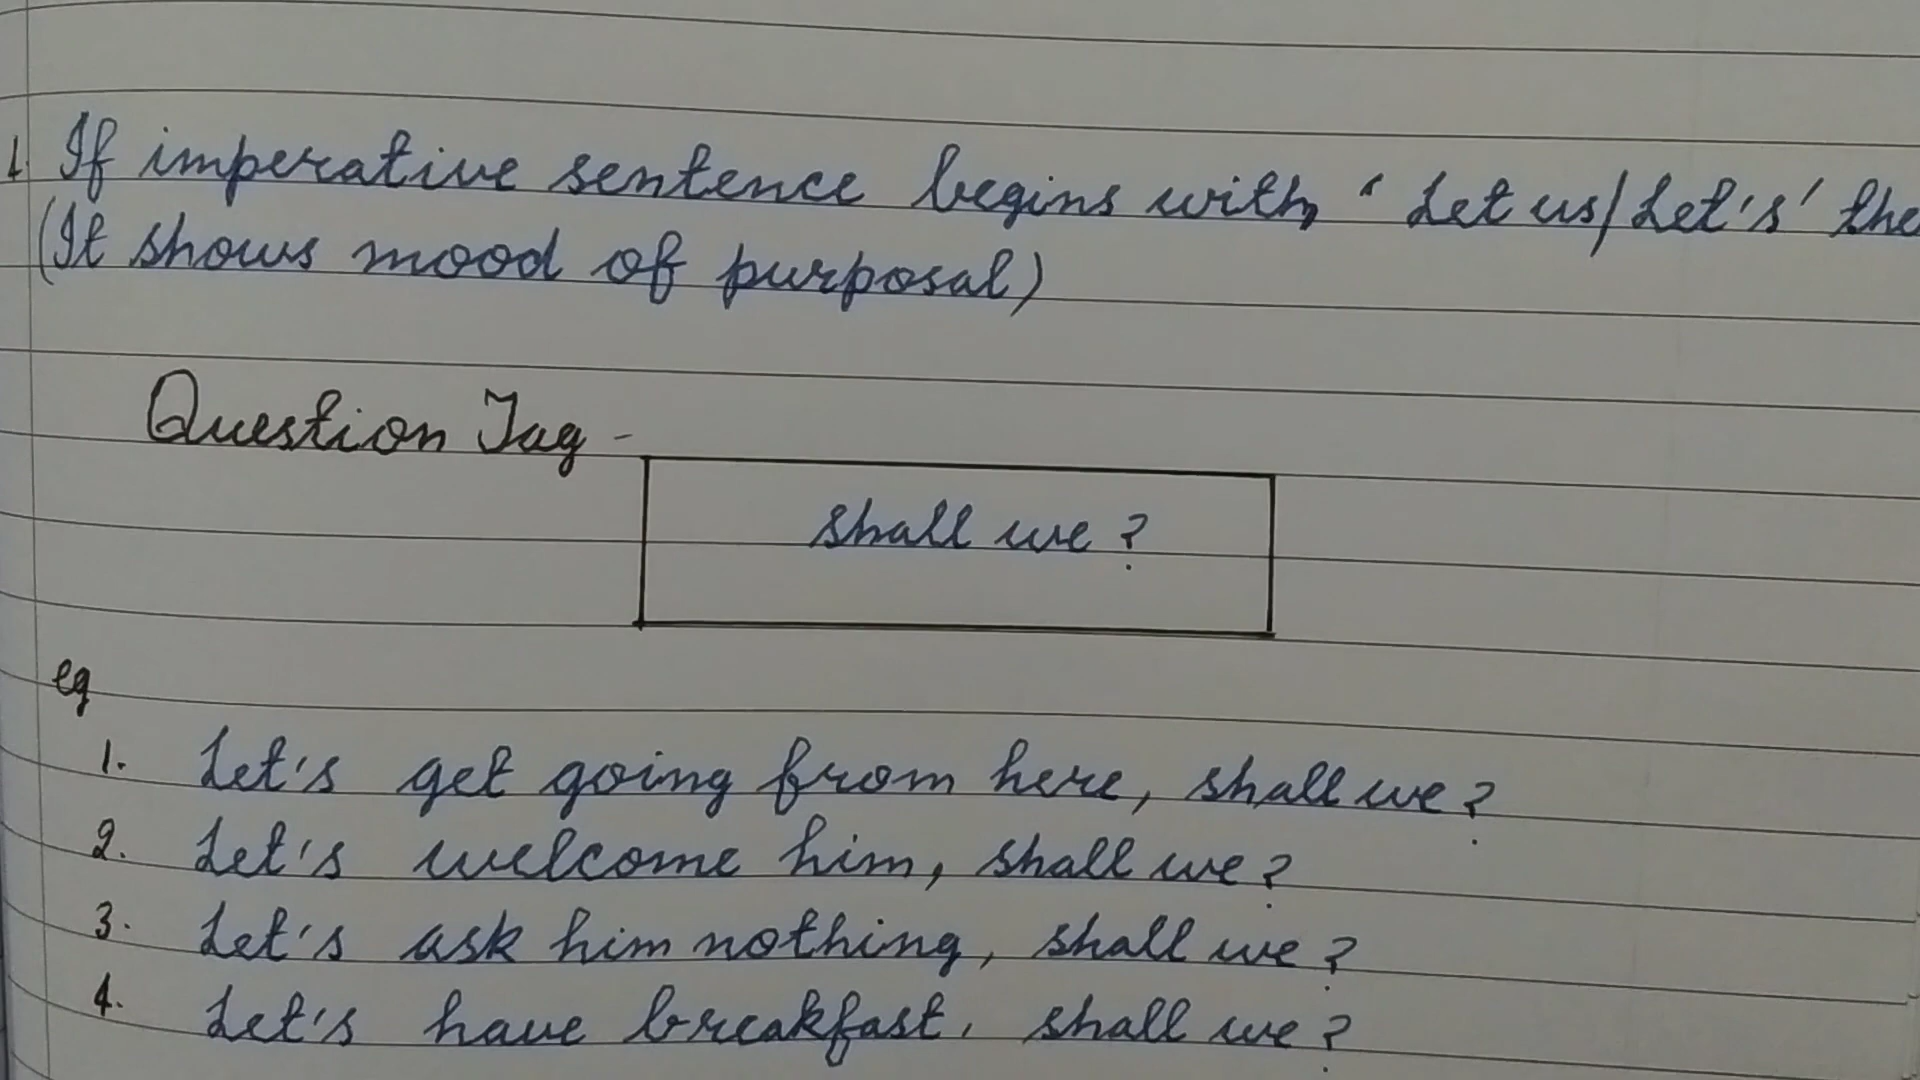 1. If imperative sentence begins with, 'Let us/Let's' the
(It shows mood of purposal)
Question Tag -
shall we?
eg
1. Let's get going from here, shall we?
2. Let's welcome him, shall we?
3. Let's ask him nothing, shall we?
4. Let's have breakfast, shall we?